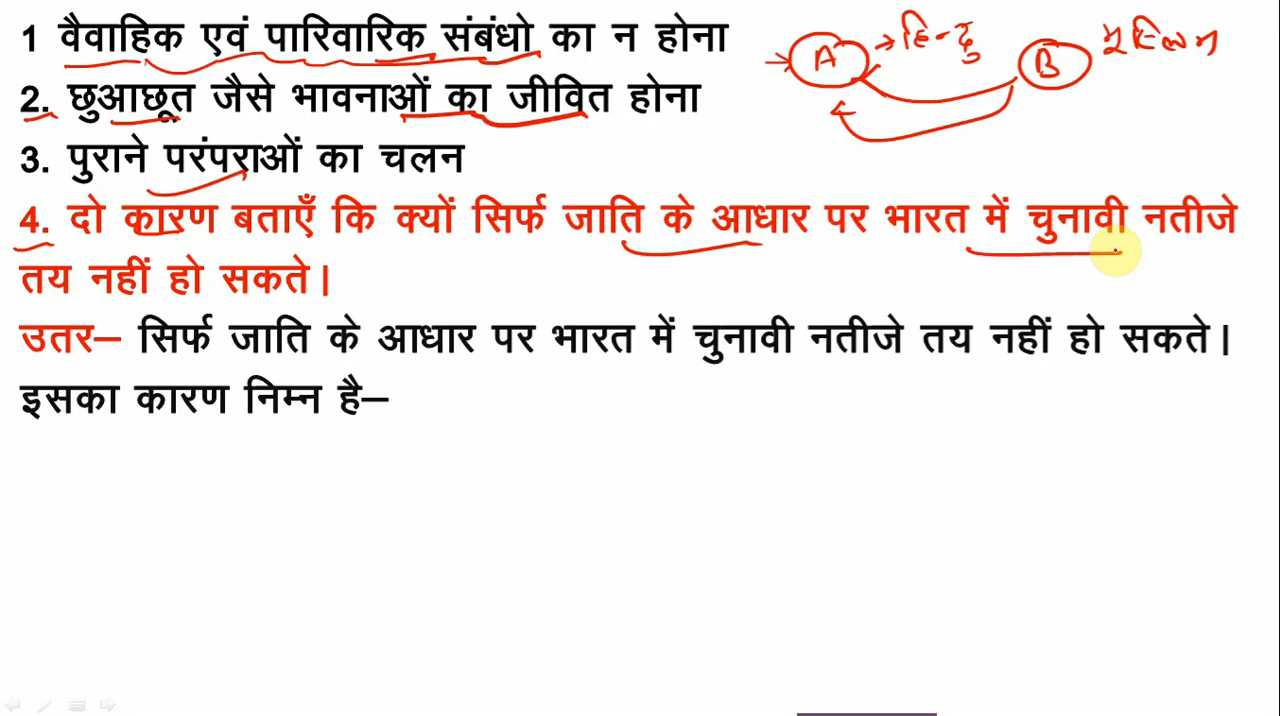 1 वैवाहिक एवं पारिवारिक संबंधो का न होना
A → हिन्दु B मुस्लिम
2. छुआछूत जैसे भावनाओं का जीवित होना
3. पुराने परंपराओं का चलन
4. दो कारण बताएँ कि क्यों सिर्फ जाति के आधार पर भारत में चुनावी नतीजे
तय नहीं हो सकते।
उतर– सिर्फ जाति के आधार पर भारत में चुनावी नतीजे तय नहीं हो सकते।
इसका कारण निम्न है–